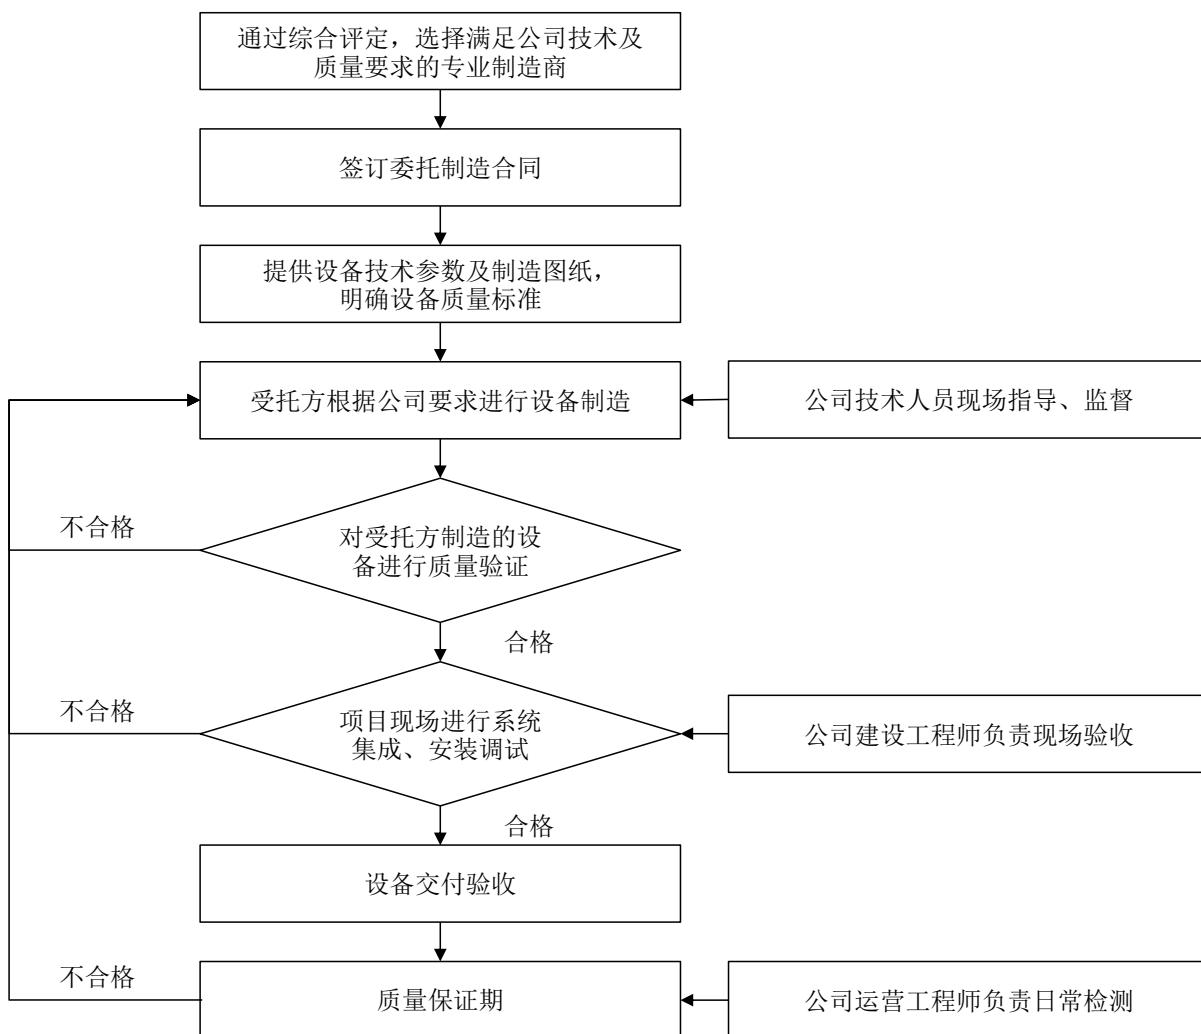 通过综合评定，选择满足公司技术及
质量要求的专业制造商
签订委托制造合同
提供设备技术参数及制造图纸，
明确设备质量标准
受托方根据公司要求进行设备制造
公司技术人员现场指导、监督
不合格
对受托方制造的设
备进行质量验证
合格
不合格
项目现场进行系统
集成、安装调试
公司建设工程师负责现场验收
合格
设备交付验收
不合格
质量保证期
公司运营工程师负责日常检测